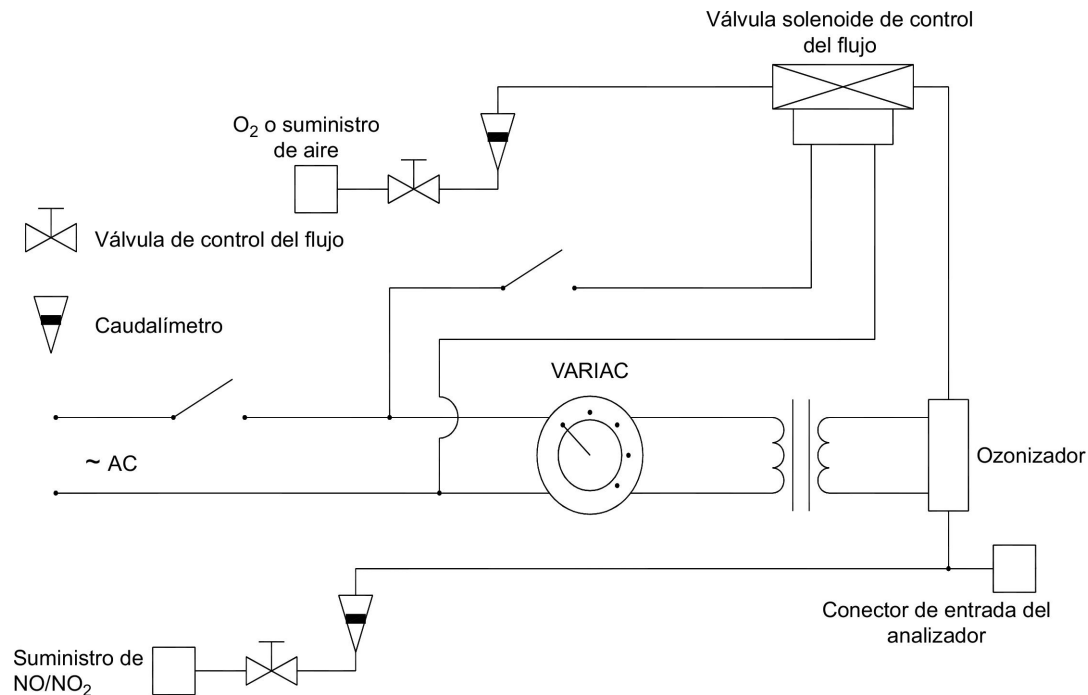 Válvula solenoide de control
del flujo
O2 o suministro
de aire
Válvula de control del flujo
Caudalímetro
VARIAC
~ AC
Ozonizador
Conector de entrada del
analizador
Suministro de
NO/NO2